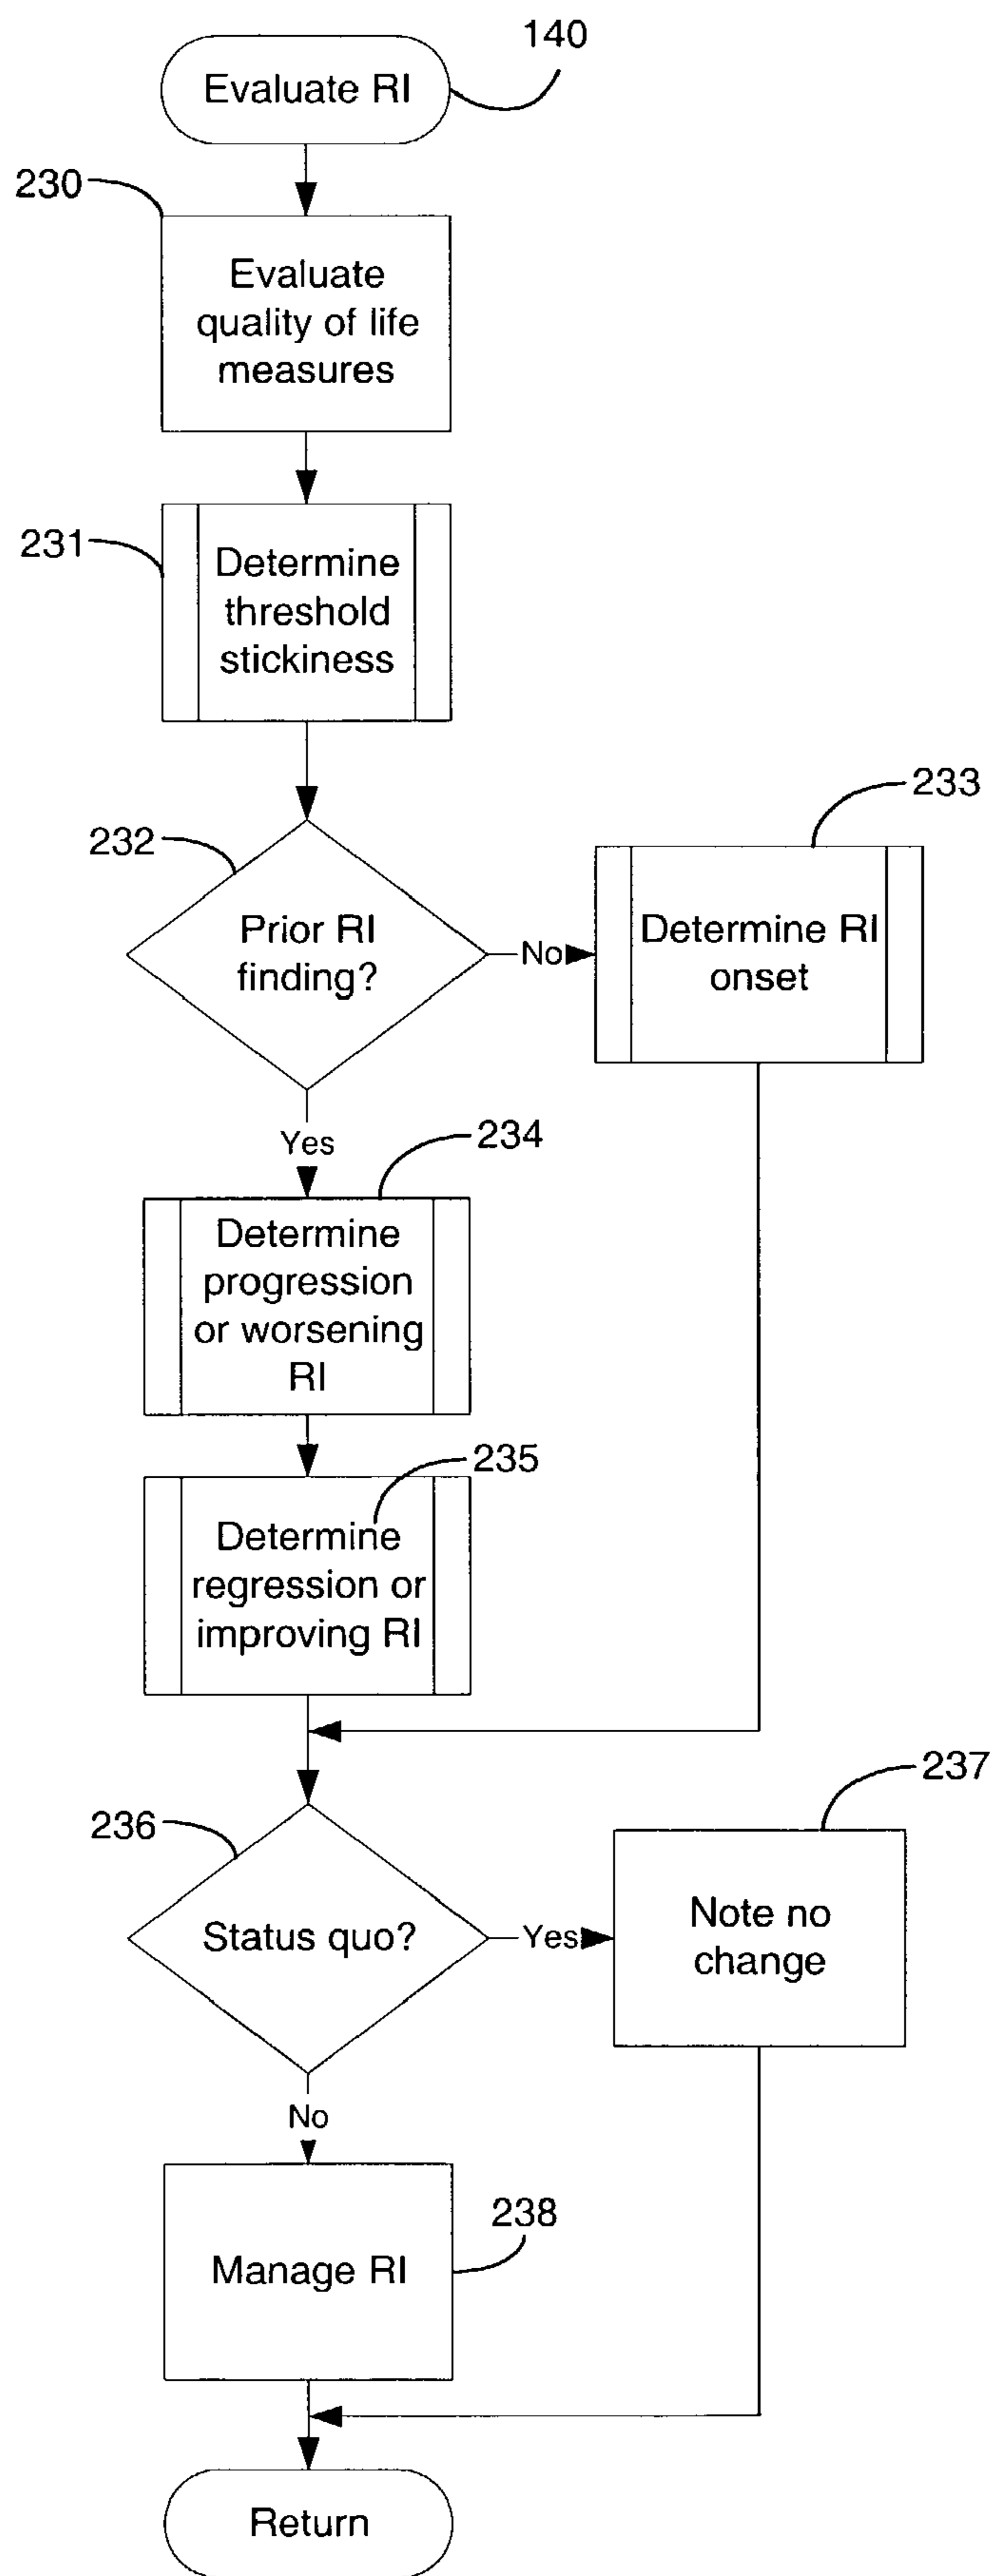 140
Evaluate RI
230
Evaluate
quality of life
measures
231
Determine
threshold
stickiness
233
232
Prior RI
finding?
No
Determine RI
onset
Yes
234
Determine
progression
or worsening
RI
235
Determine
regression or
improving RI
237
236
Status quo?
Yes
Note no
change
No
238
Manage RI
Return